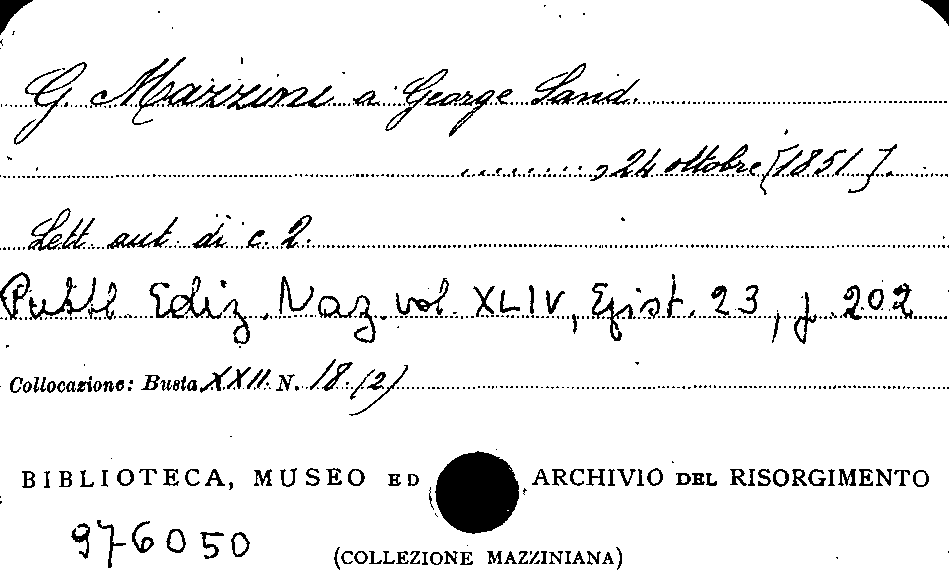 G. Mazzini a George Sand.
........, 24 ottobre [1851].
Lett. aut. di c. 2.
Pubbl. Ediz. Naz. vol. XLIV, Epist. 23, p. 202
Collocazione: Busta XXII N. 18 (2)
BIBLIOTECA, MUSEO ED ARCHIVIO DEL RISORGIMENTO
976050
(COLLEZIONE MAZZINIANA)